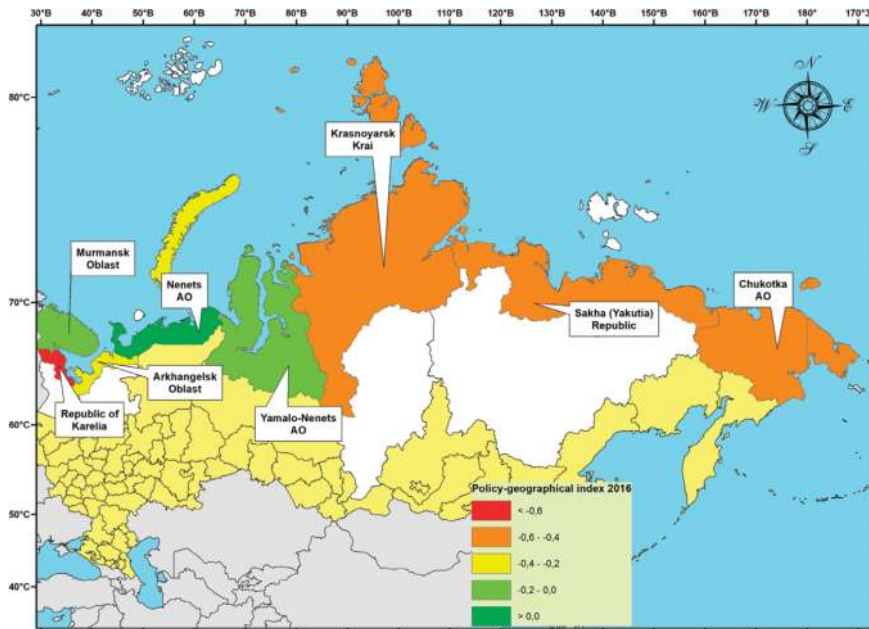 30°B 40°B 50°B 60°B 70°B 80°B 90°B 100°B 110°B 120°B 130°B 140°B 150°B 160°B 170°B 180°B 170°З
80°C
70°C
60°C
50°C
40°C
N
W E
S
Krasnoyarsk
Krai
Murmansk
Oblast
Nenets
AO
Chukotka
AO
Sakha (Yakutia)
Republic
Arkhangelsk
Oblast
Republic of
Karelia
Yamalo-Nenets
AO
Policy-geographical index 2016
< -0,6
-0,6 - -0,4
-0,4 - -0,2
-0,2 - 0,0
> 0,0